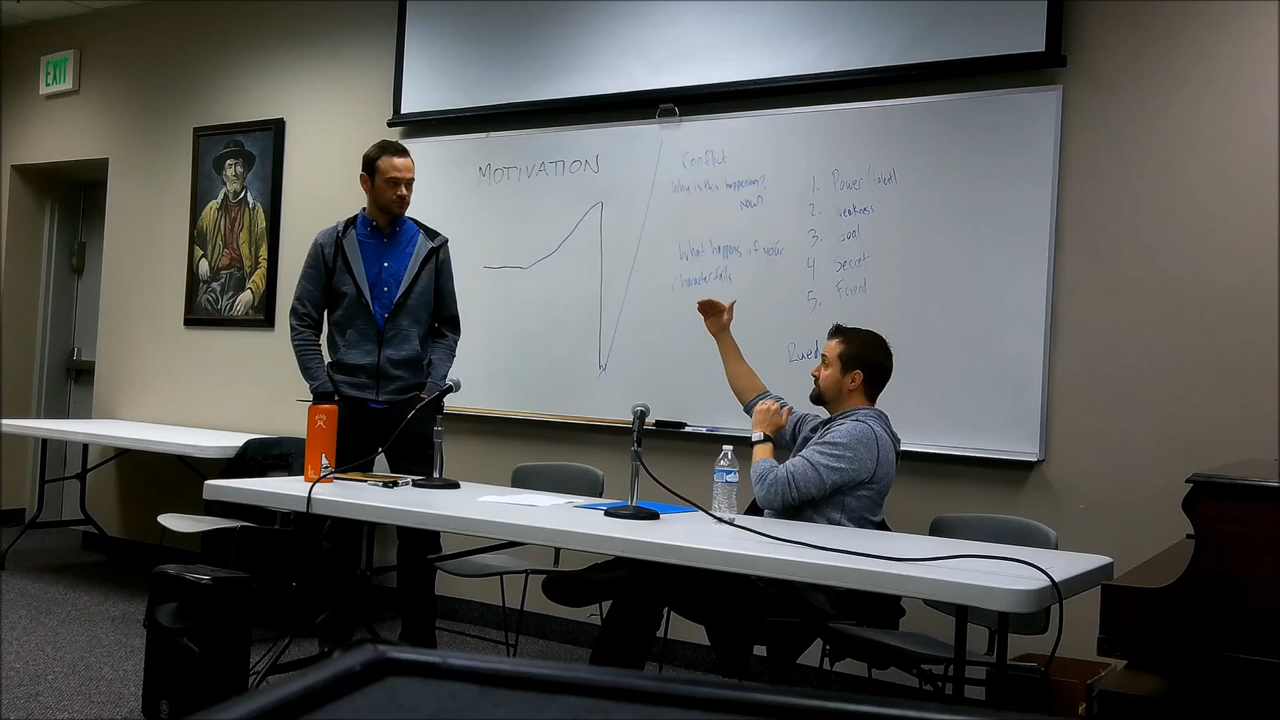 EXIT
MOTIVATION
Conflict
Why is this happening?
now?
What happens if your
character fails
1. Power (talent)
2. Weakness
3. Goal
4 Secret
5. Friend